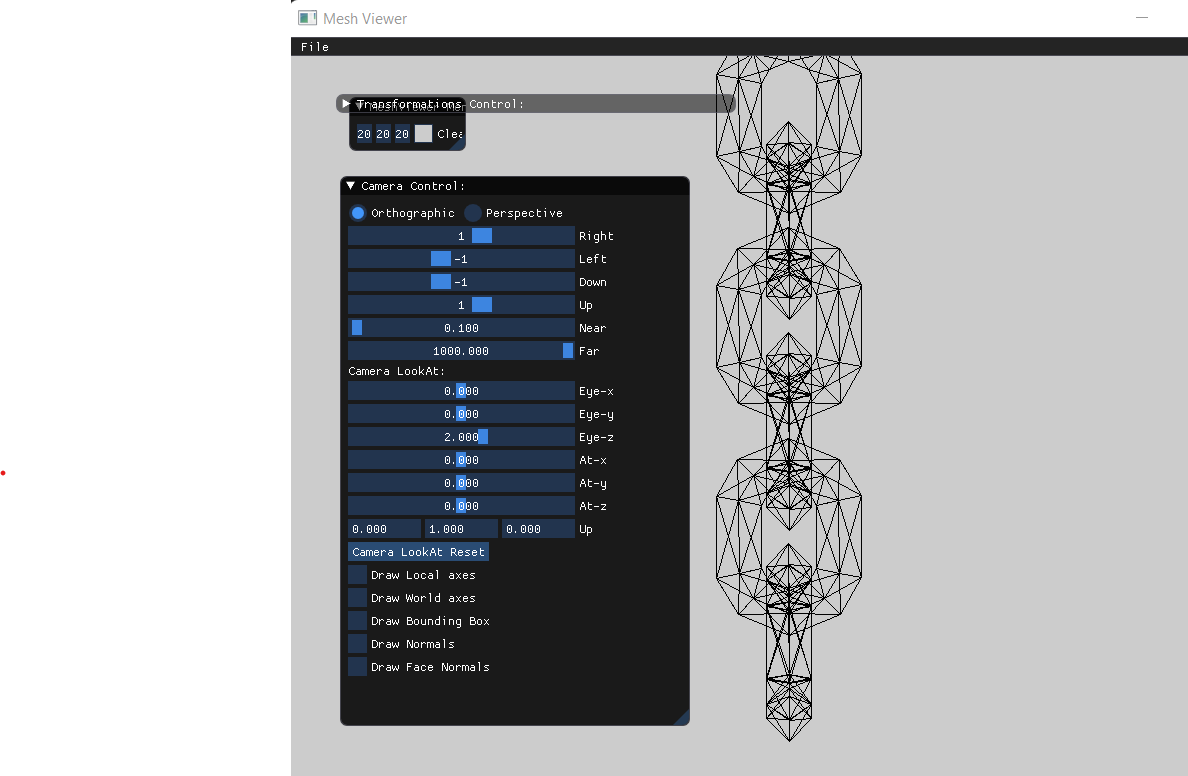 Mesh Viewer
File
Transformations Control:
20 20 20 Clea
Camera Control:
Orthographic Perspective
1 Right
-1 Left
-1 Down
1 Up
0.100 Near
1000.000 Far
Camera LookAt:
0.000 Eye-x
0.000 Eye-y
2.000 Eye-z
0.000 At-x
0.000 At-y
0.000 At-z
0.000 1.000 0.000 Up
Camera LookAt Reset
Draw Local axes
Draw World axes
Draw Bounding Box
Draw Normals
Draw Face Normals